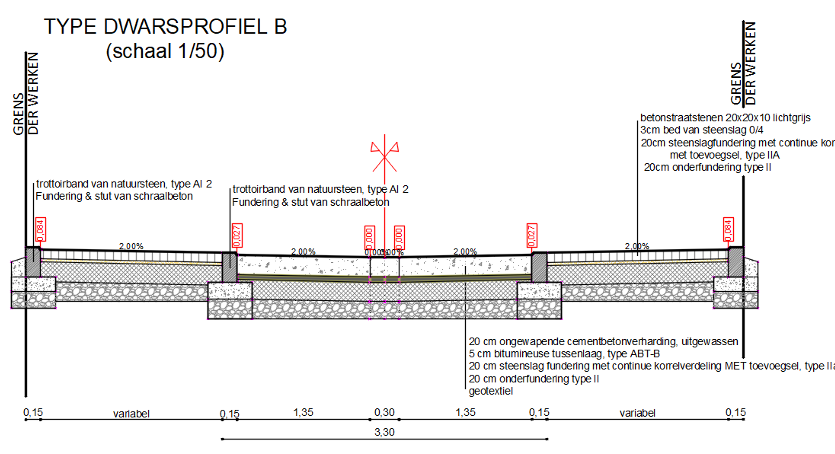 TYPE DWARSPROFIEL B
(schaal 1/50)
GRENS
DER WERKEN
GRENS
DER WERKEN
betonstraatstenen 20x20x10 lichtgrijs
3cm bed van steenslag 0/4
20cm steenslagfundering met continue kor
met toevoegsel, type IIA
20cm onderfundering type II
trottoirband van natuursteen, type AI 2
Fundering & stut van schraalbeton
trottoirband van natuursteen, type AI 2
Fundering & stut van schraalbeton
0,084
0,027
0,000
0,000
0,027
0,084
2,00%
2,00%
2,00%
2,00%
20 cm ongewapende cementbetonverharding, uitgewassen
5 cm bitumineuse tussenlaag, type ABT-B
20 cm steenslag fundering met continue korrelverdeling MET toevoegsel, type IIa
20 cm onderfundering type II
geotextiel
0,15 variabel 0,15 1,35 0,30 1,35 0,15 variabel 0,15
3,30